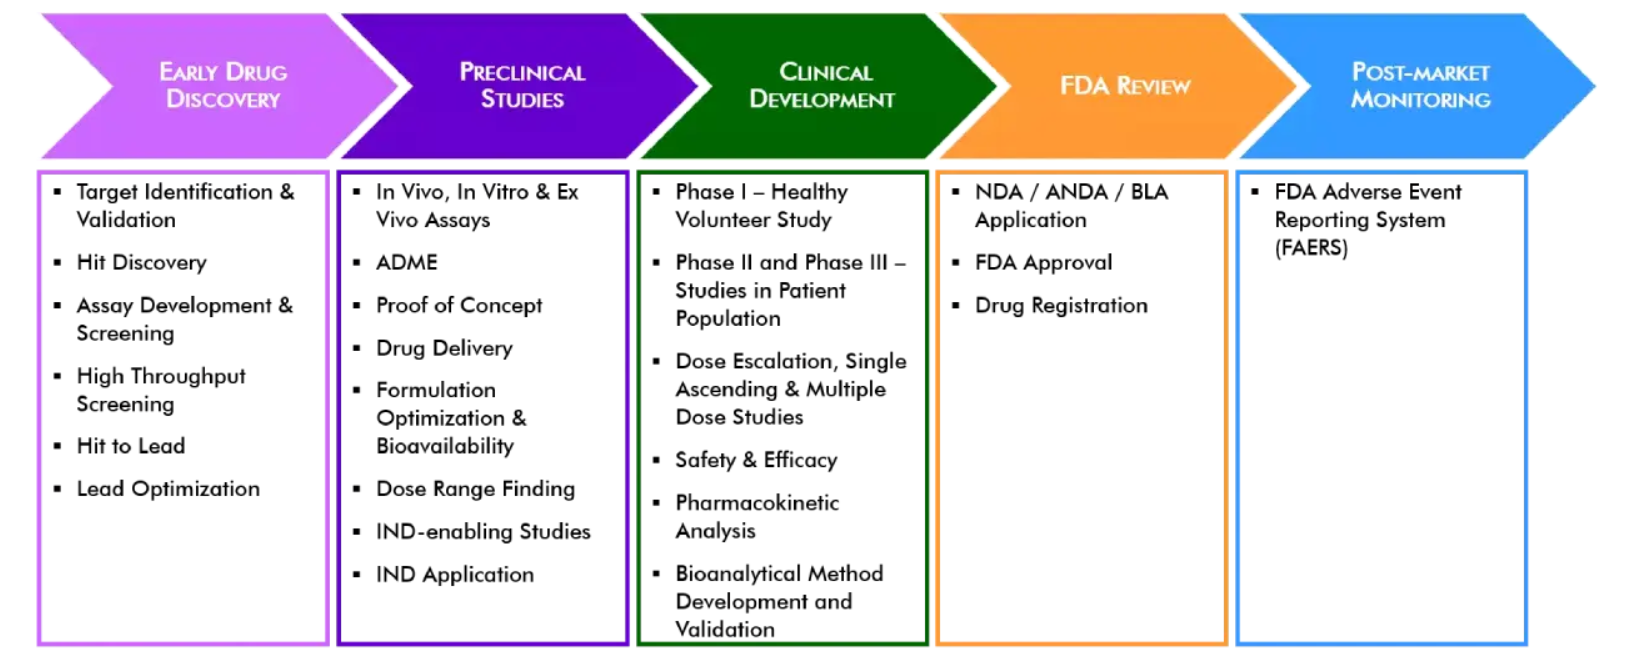 EARLY DRUG
DISCOVERY
PRECLINICAL
STUDIES
CLINICAL
DEVELOPMENT
FDA REVIEW
POST-MARKET
MONITORING
▪ Target Identification &
Validation
▪ Hit Discovery
▪ Assay Development &
Screening
▪ High Throughput
Screening
▪ Hit to Lead
▪ Lead Optimization
▪ In Vivo, In Vitro & Ex
Vivo Assays
▪ ADME
▪ Proof of Concept
▪ Drug Delivery
▪ Formulation
Optimization &
Bioavailability
▪ Dose Range Finding
▪ IND-enabling Studies
▪ IND Application
▪ Phase I – Healthy
Volunteer Study
▪ Phase II and Phase III –
Studies in Patient
Population
▪ Dose Escalation, Single
Ascending & Multiple
Dose Studies
▪ Safety & Efficacy
▪ Pharmacokinetic
Analysis
▪ Bioanalytical Method
Development and
Validation
▪ NDA / ANDA / BLA
Application
▪ FDA Approval
▪ Drug Registration
▪ FDA Adverse Event
Reporting System
(FAERS)